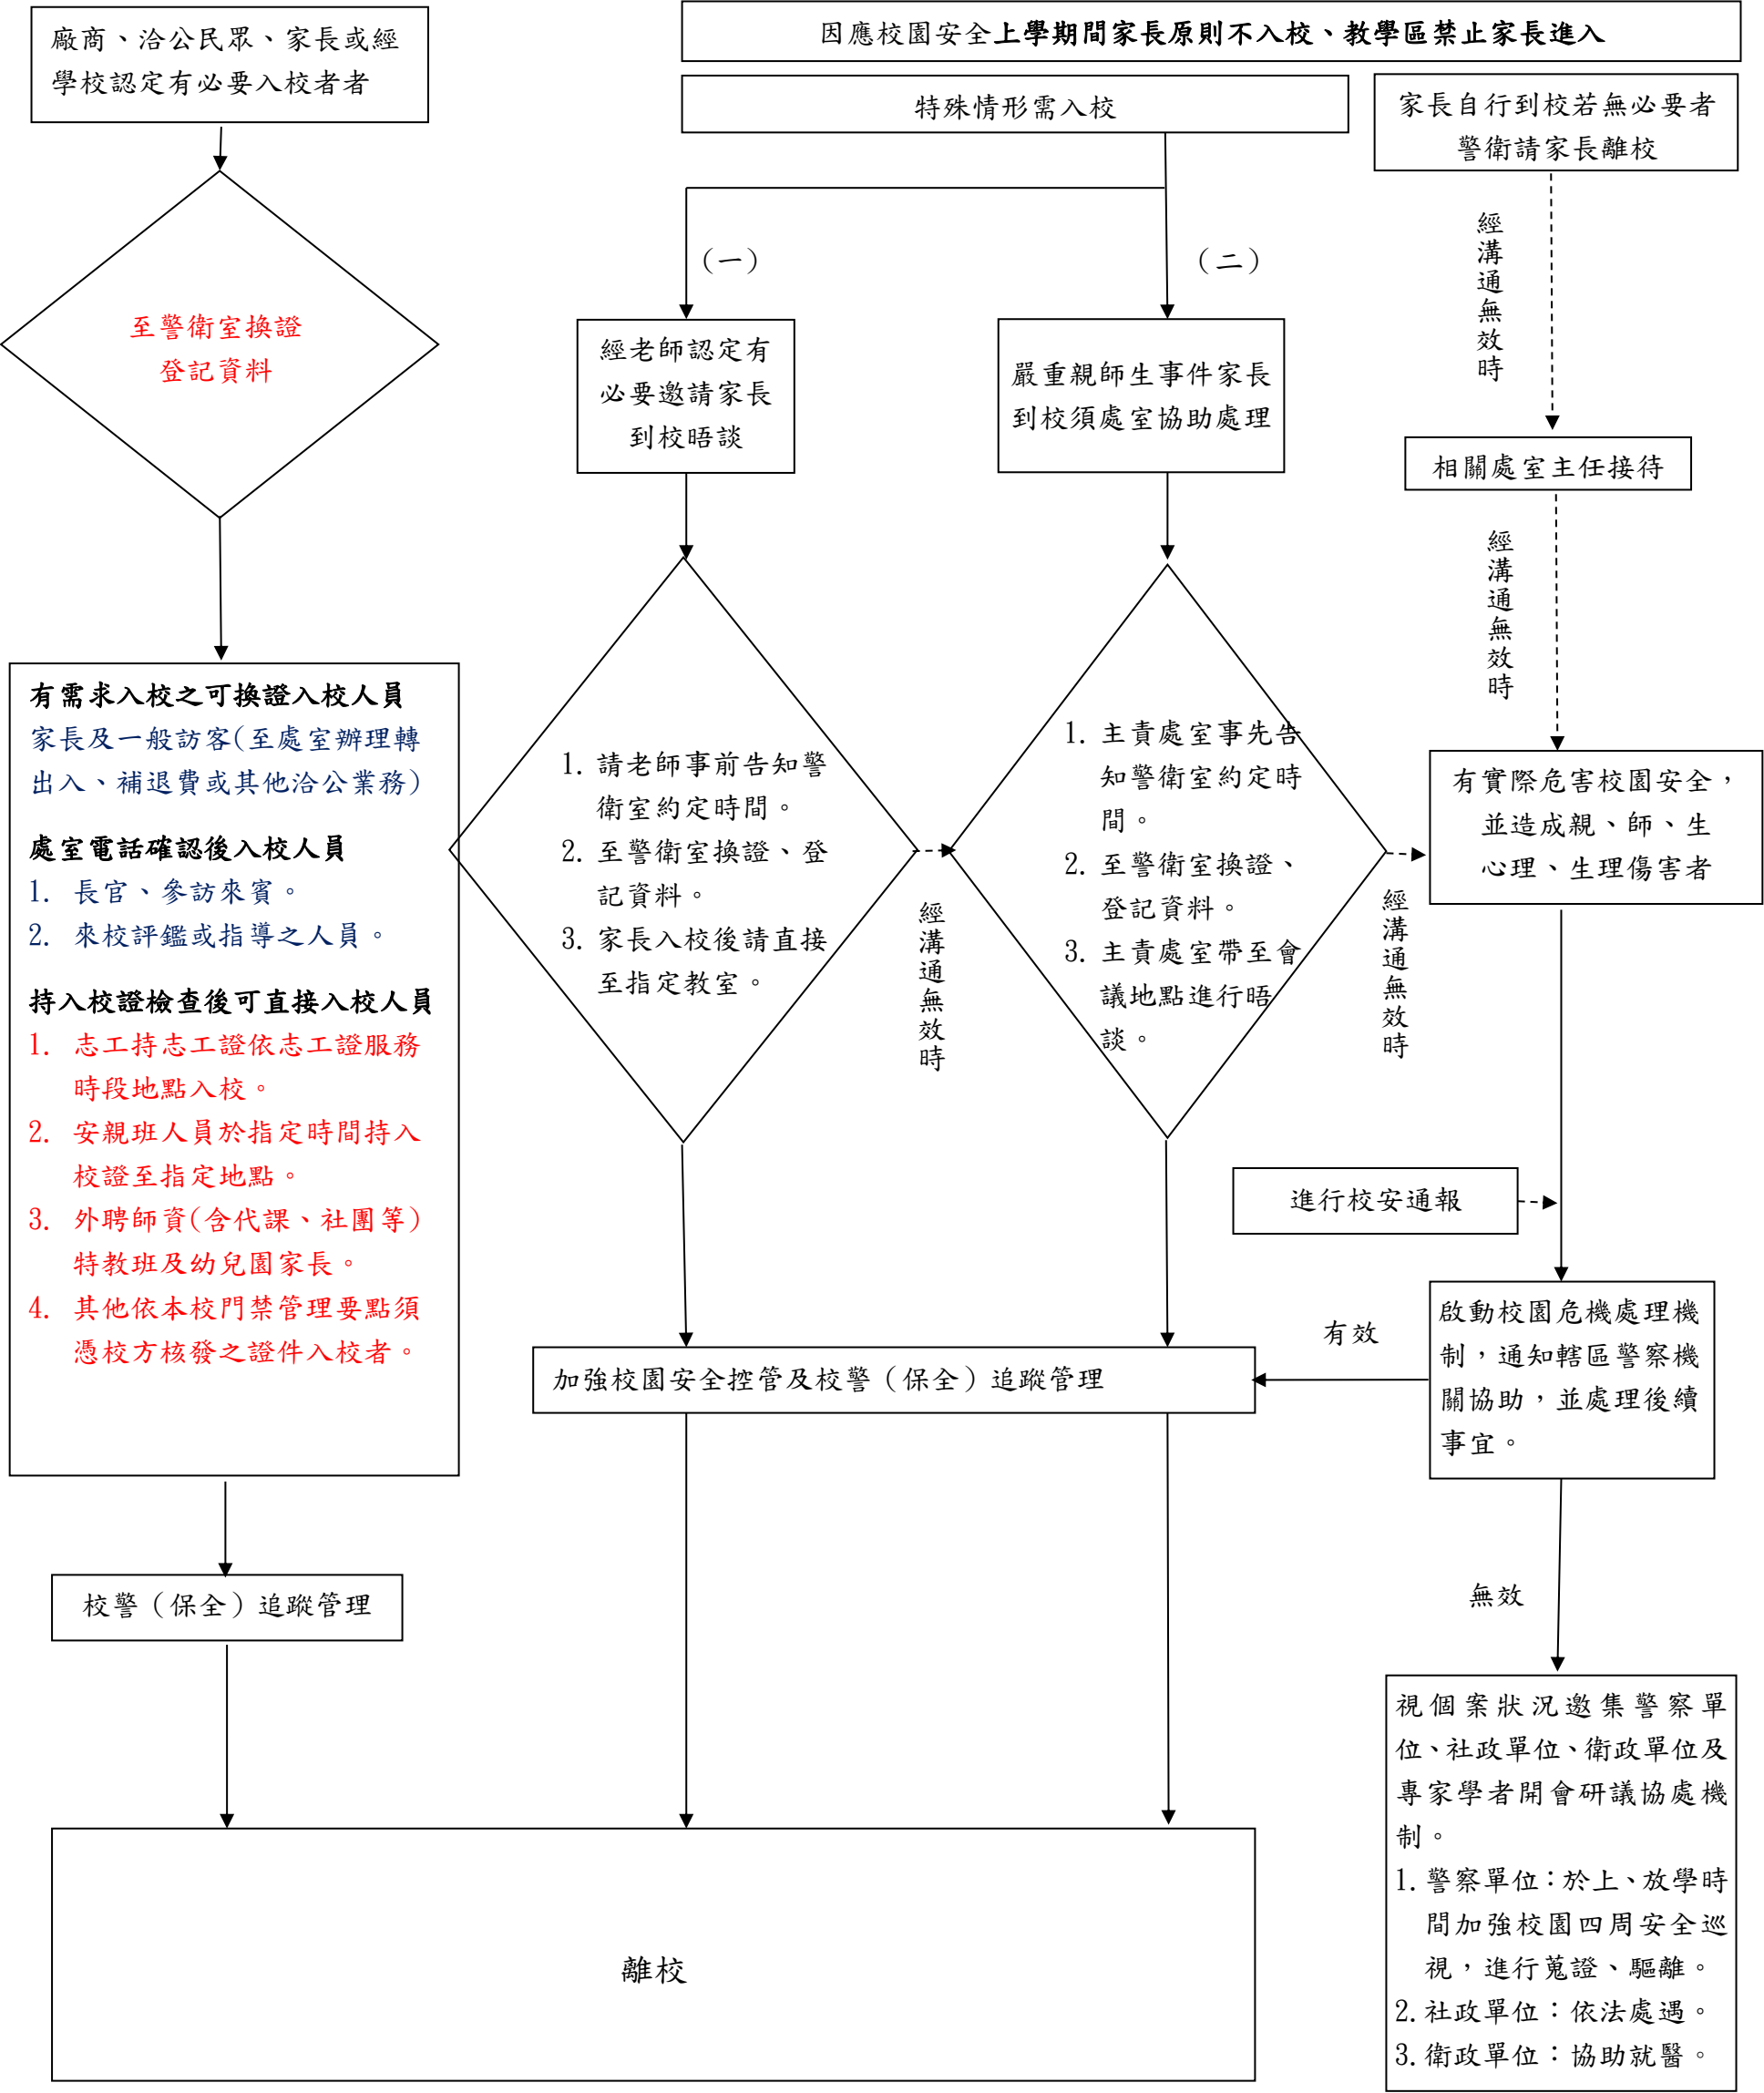 廠商、洽公民眾、家長或經
學校認定有必要入校者者
至警衛室換證
登記資料
有需求入校之可換證入校人員
家長及一般訪客(至處室辦理轉
出入、補退費或其他洽公業務)
處室電話確認後入校人員
1. 長官、參訪來賓。
2. 來校評鑑或指導之人員。
持入校證檢查後可直接入校人員
1. 志工持志工證依志工證服務
時段地點入校。
2. 安親班人員於指定時間持入
校證至指定地點。
3. 外聘師資(含代課、社團等)
特教班及幼兒園家長。
4. 其他依本校門禁管理要點須
憑校方核發之證件入校者。
校警（保全）追蹤管理
因應校園安全上學期間家長原則不入校、教學區禁止家長進入
特殊情形需入校
（一）
經老師認定有
必要邀請家長
到校晤談
1. 請老師事前告知警
衛室約定時間。
2. 至警衛室換證、登
記資料。
3. 家長入校後請直接
至指定教室。
經溝通無效時
（二）
嚴重親師生事件家長
到校須處室協助處理
1. 主責處室事先告
知警衛室約定時
間。
2. 至警衛室換證、
登記資料。
3. 主責處室帶至會
議地點進行晤
談。
經溝通無效時
加強校園安全控管及校警（保全）追蹤管理
離校
家長自行到校若無必要者
警衛請家長離校
經溝通無效時
相關處室主任接待
經溝通無效時
有實際危害校園安全，
並造成親、師、生
心理、生理傷害者
進行校安通報
啟動校園危機處理機
制，通知轄區警察機
關協助，並處理後續
事宜。
有效
無效
視個案狀況邀集警察單
位、社政單位、衛政單位及
專家學者開會研議協處機
制。
1.警察單位：於上、放學時
間加強校園四周安全巡
視，進行蒐證、驅離。
2.社政單位：依法處遇。
3.衛政單位：協助就醫。